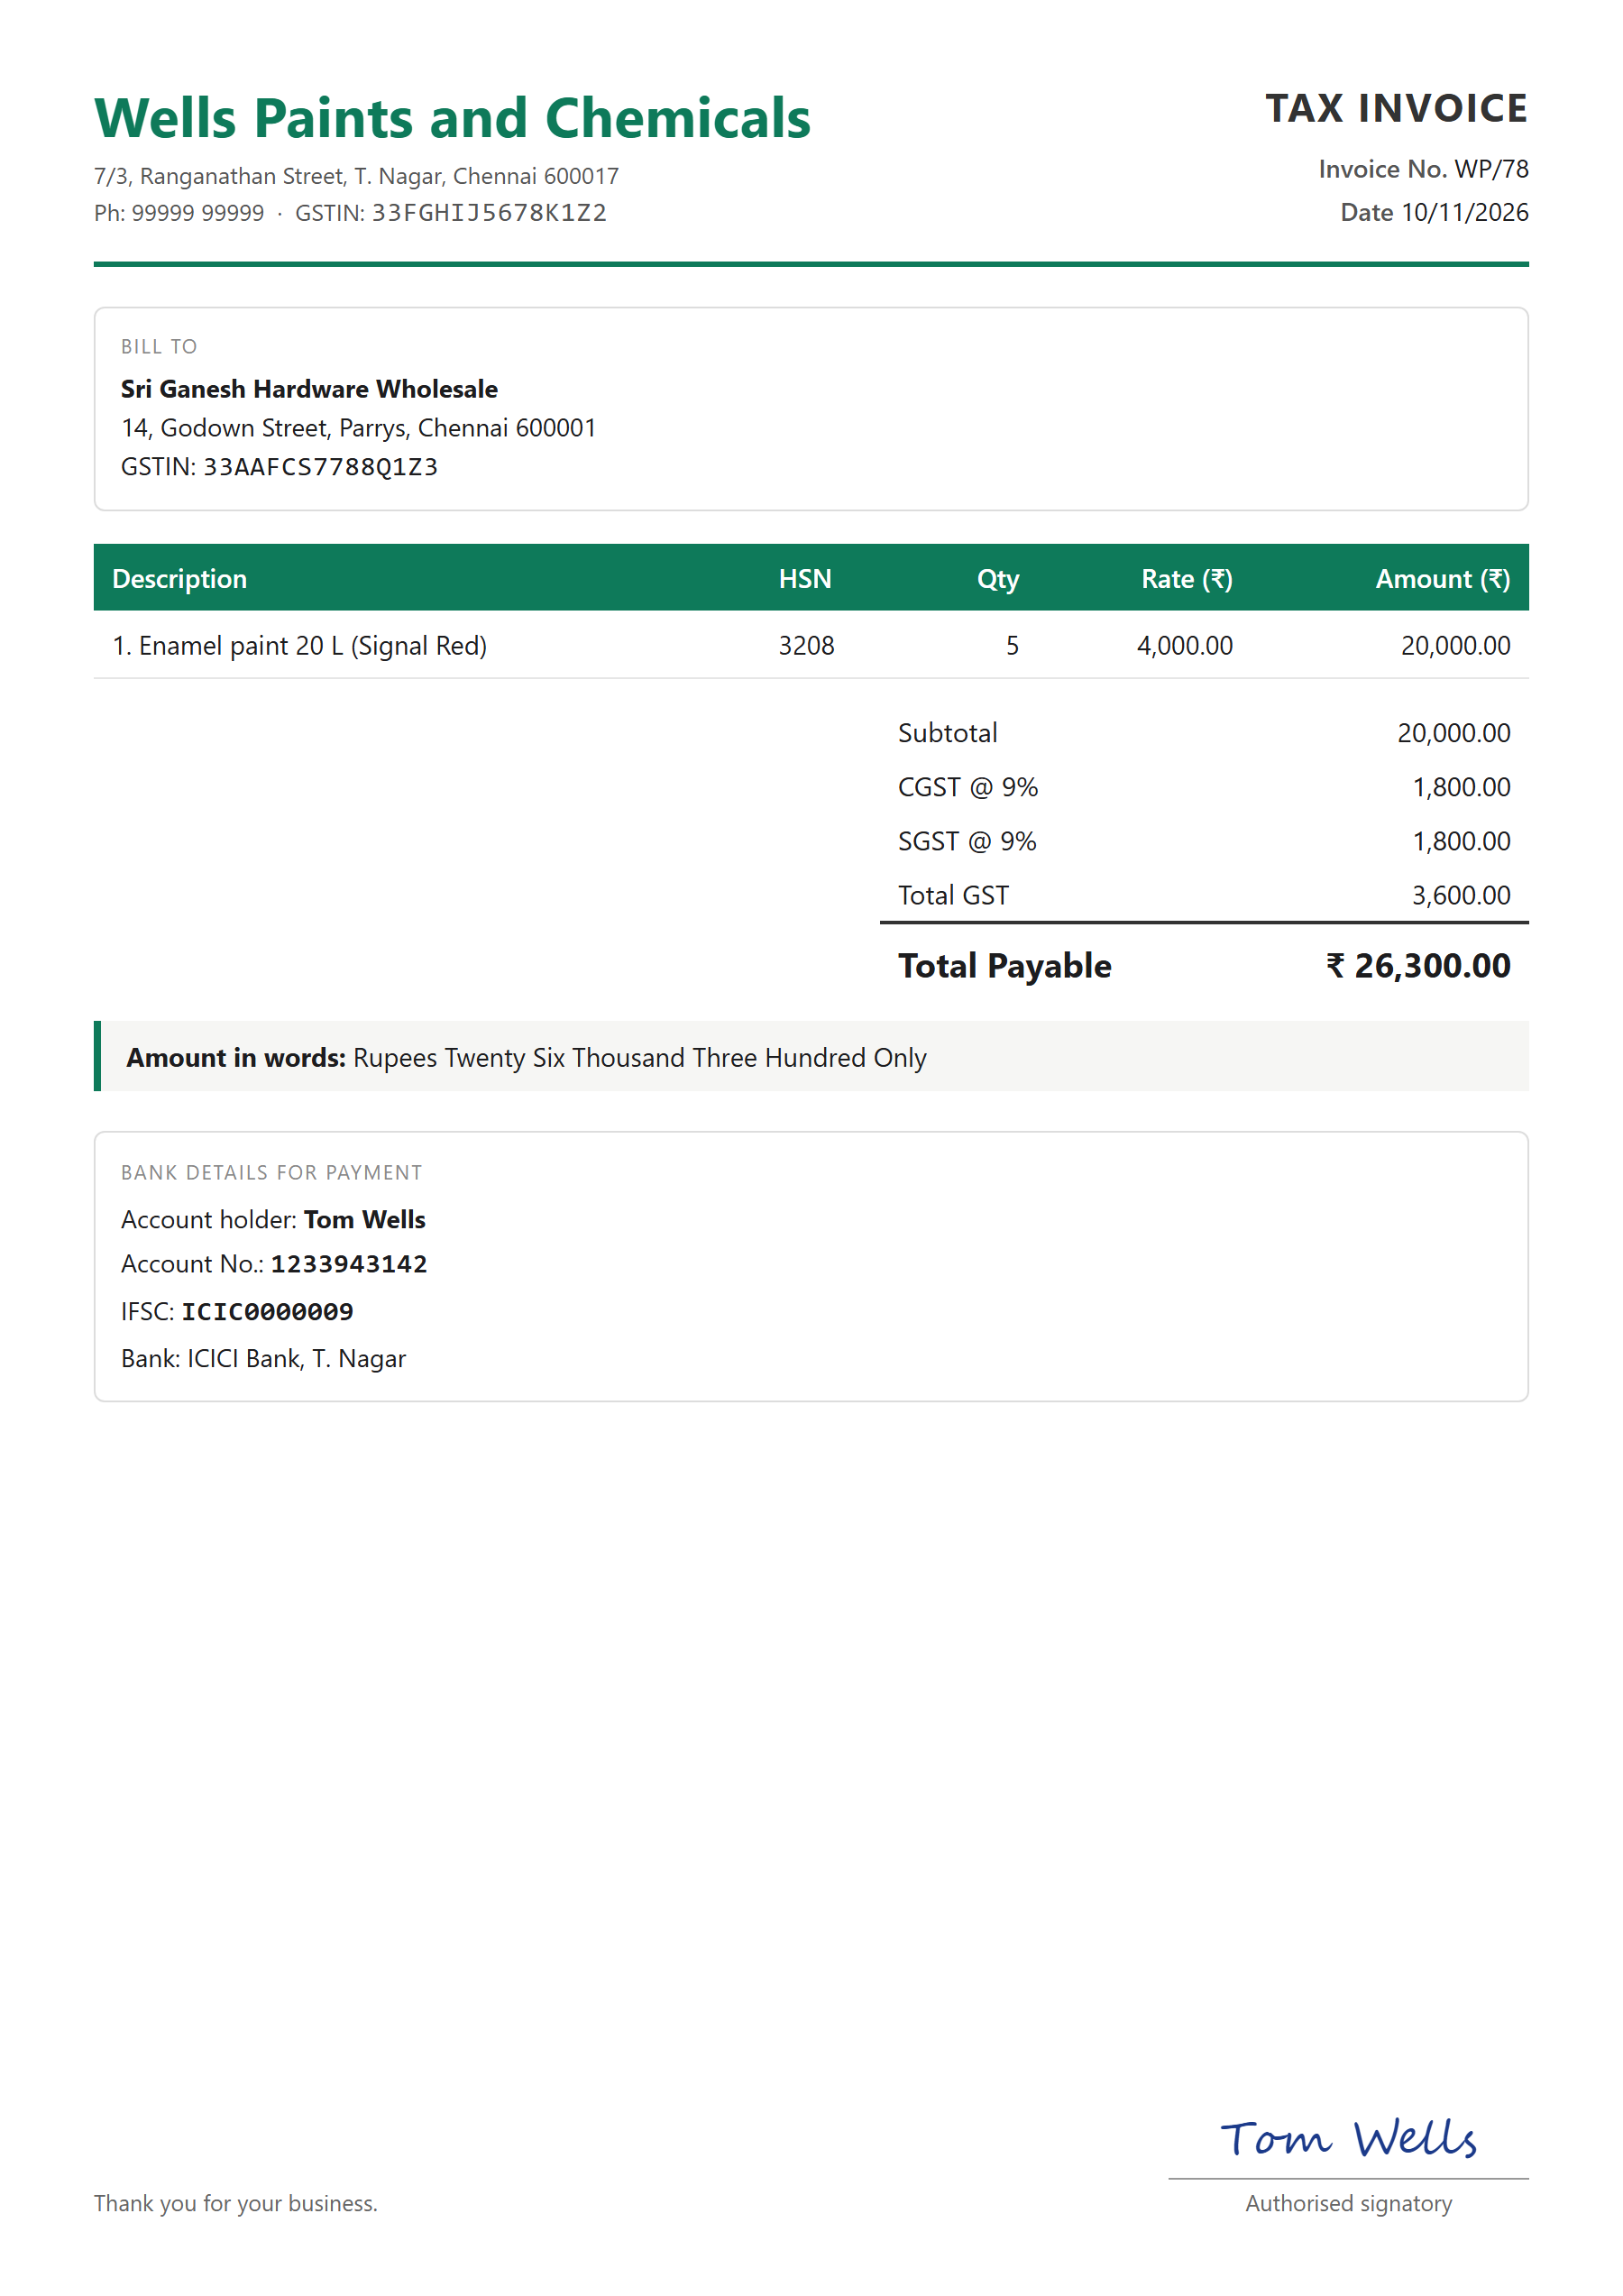 Wells Paints and Chemicals
7/3, Ranganathan Street, T. Nagar, Chennai 600017
Ph: 99999 99999 · GSTIN: 33FGHIJ5678K1Z2
TAX INVOICE
Invoice No. WP/78
Date 10/11/2026
BILL TO
Sri Ganesh Hardware Wholesale
14, Godown Street, Parrys, Chennai 600001
GSTIN: 33AAFCS7788Q1Z3
Description HSN Qty Rate (₹) Amount (₹)
1. Enamel paint 20 L (Signal Red) 3208 5 4,000.00 20,000.00
Subtotal 20,000.00
CGST @ 9% 1,800.00
SGST @ 9% 1,800.00
Total GST 3,600.00
Total Payable ₹ 26,300.00
Amount in words: Rupees Twenty Six Thousand Three Hundred Only
BANK DETAILS FOR PAYMENT
Account holder: Tom Wells
Account No.: 1233943142
IFSC: ICIC0000009
Bank: ICICI Bank, T. Nagar
Tom Wells
Thank you for your business.
Authorised signatory